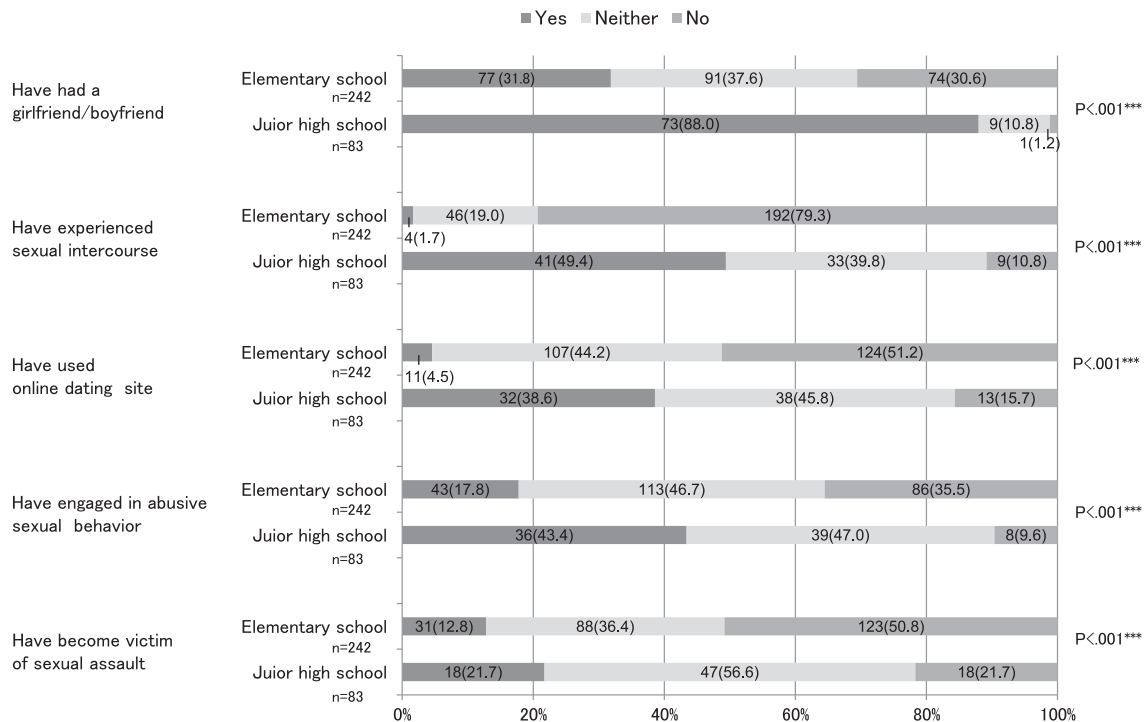 Yes Neither No
Have had a
girlfriend/boyfriend
Elementary school
n=242
77(31.8) 91(37.6) 74(30.6)
Juior high school
n=83
73(88.0) 9(10.8)
1(1.2)
P<.001***
Have experienced
sexual intercourse
Elementary school
n=242
46(19.0) 192(79.3)
4(1.7)
Juior high school
n=83
41(49.4) 33(39.8) 9(10.8)
P<.001***
Have used
online dating site
Elementary school
n=242
107(44.2) 124(51.2)
11(4.5)
Juior high school
n=83
32(38.6) 38(45.8) 13(15.7)
P<.001***
Have engaged in abusive
sexual behavior
Elementary school
n=242
43(17.8) 113(46.7) 86(35.5)
Juior high school
n=83
36(43.4) 39(47.0) 8(9.6)
P<.001***
Have become victim
of sexual assault
Elementary school
n=242
31(12.8) 88(36.4) 123(50.8)
Juior high school
n=83
18(21.7) 47(56.6) 18(21.7)
P<.001***
0% 20% 40% 60% 80% 100%